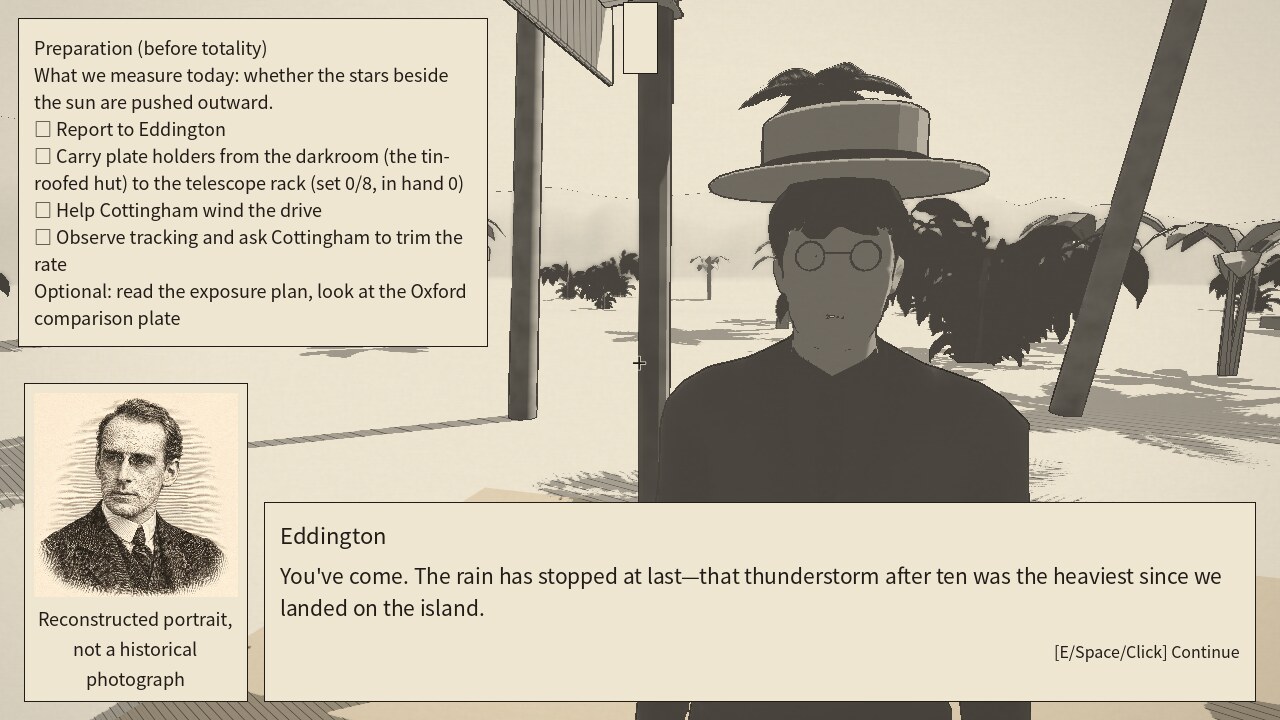 Preparation (before totality)
What we measure today: whether the stars beside
the sun are pushed outward.
☐ Report to Eddington
☐ Carry plate holders from the darkroom (the tin-
roofed hut) to the telescope rack (set 0/8, in hand 0)
☐ Help Cottingham wind the drive
☐ Observe tracking and ask Cottingham to trim the
rate
Optional: read the exposure plan, look at the Oxford
comparison plate
Reconstructed portrait,
not a historical
photograph
Eddington
You've come. The rain has stopped at last—that thunderstorm after ten was the heaviest since we
landed on the island.
[E/Space/Click] Continue